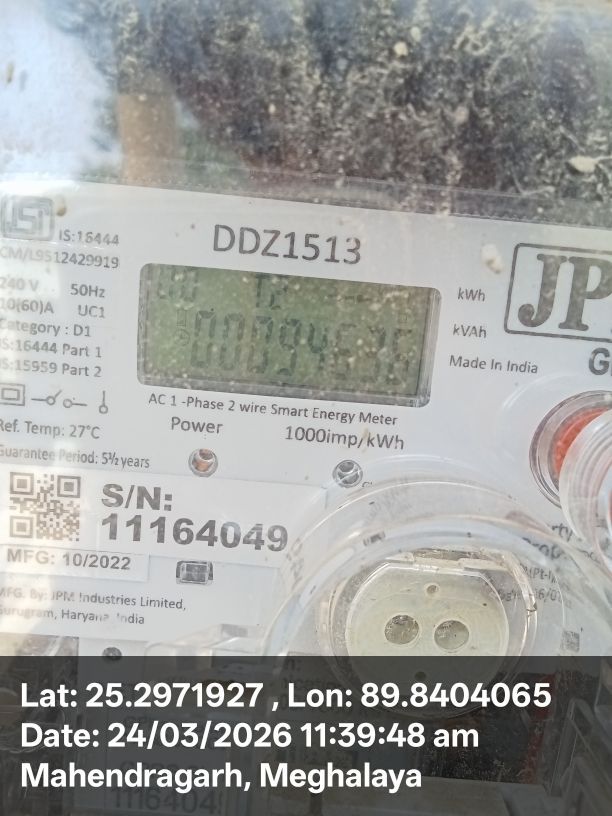 IS:16444
CM/L9512429919
DDZ1513
240 V 50Hz
10(60)A UC1
Category : D1
IS:16444 Part 1
IS:15959 Part 2
T2
kWh
kVAh
JP
Made In India
AC 1 -Phase 2 wire Smart Energy Meter
Ref. Temp: 27°C
Power
1000imp/kWh
Guarantee Period: 5½ years
S/N:
11164049
MFG: 10/2022
MFG. By: JPM Industries Limited,
Gurugram, Haryana, India
Lat: 25.2971927 , Lon: 89.8404065
Date: 24/03/2026 11:39:48 am
Mahendragarh, Meghalaya